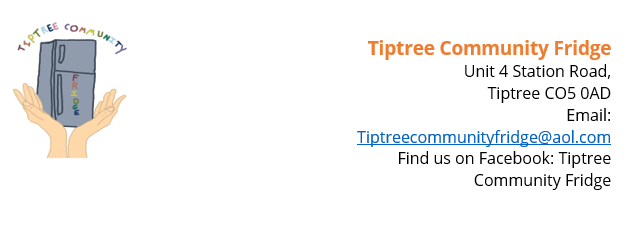 TIPTREE COMMUNITY
FRIDGE
Tiptree Community Fridge
Unit 4 Station Road,
Tiptree CO5 0AD
Email:
Tiptreecommunityfridge@aol.com
Find us on Facebook: Tiptree
Community Fridge